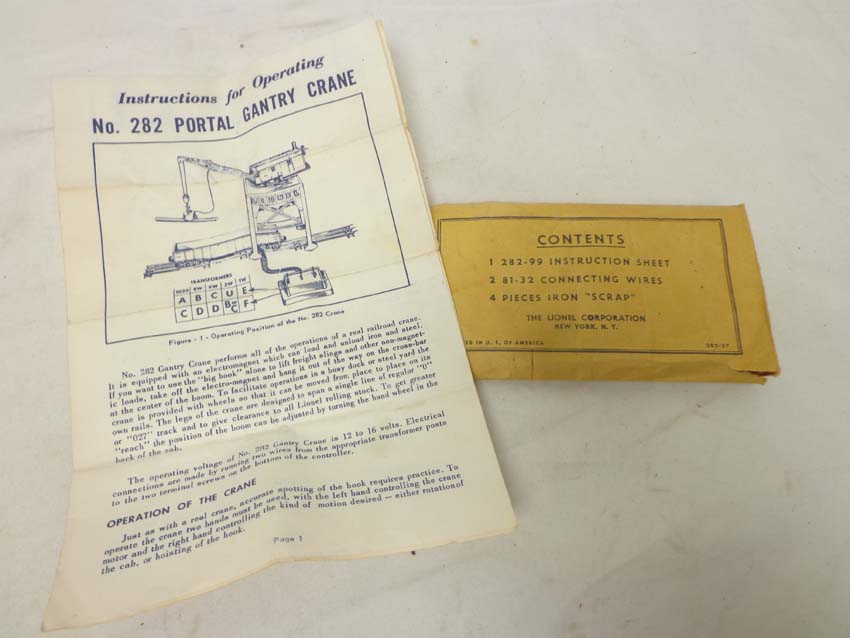 Instructions for Operating
No. 282 PORTAL GANTRY CRANE
TRANSFORMERS
1033 RW KW ZW TW
A B C U E
C D D B C F
Figure - 1 - Operating Position of the No. 282 Crane
No. 282 Gantry Crane performs all of the operations of a real railroad crane.
It is equipped with an electromagnet which can load and unload iron and steel.
If you want to use the "big hook" alone to lift freight slings and other non-magnet-
ic loads, take off the electro-magnet and hang it out of the way on the cross-bar
at the center of the boom. To facilitate operations in a busy dock or steel yard the
crane is provided with wheels so that it can be moved from place to place on its
own rails. The legs of the crane are designed to span a single line of regular "0"
or "027" track and to give clearance to all Lionel rolling stock. To get greater
"reach" the position of the boom can be adjusted by turning the hand wheel in the
back of the cab.
The operating voltage of No. 282 Gantry Crane is 12 to 16 volts. Electrical
connections are made by running two wires from the appropriate transformer posts
to the two terminal screws on the bottom of the controller.
OPERATION OF THE CRANE
Just as with a real crane, accurate spotting of the hook requires practice. To
operate the crane two hands must be used, with the left hand controlling the crane
motor and the right hand controlling the kind of motion desired -- either rotation of
the cab, or hoisting of the hook.
Page 1
CONTENTS
1 282-99 INSTRUCTION SHEET
2 81-32 CONNECTING WIRES
4 PIECES IRON "SCRAP"
THE LIONEL CORPORATION
NEW YORK, N. Y.
ED IN U. S. OF AMERICA
282-37